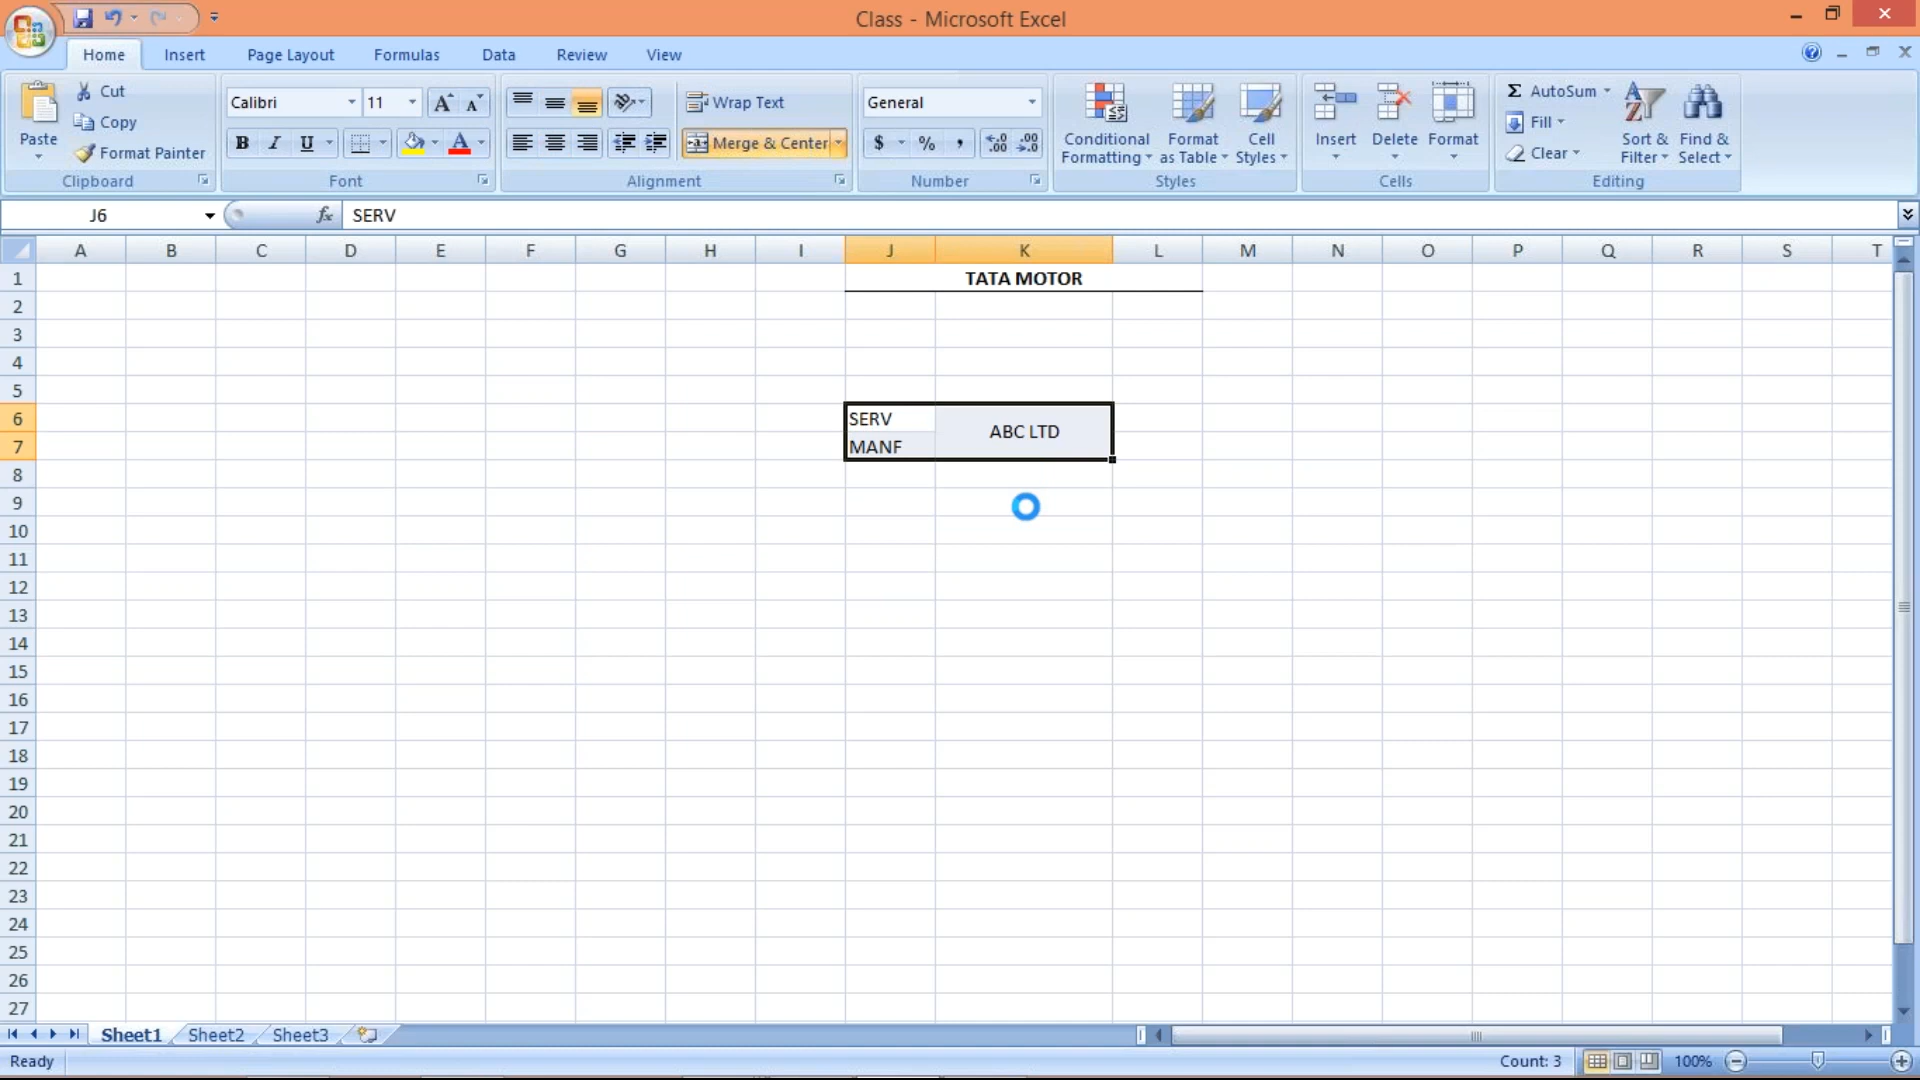 Class - Microsoft Excel
Home Insert Page Layout Formulas Data Review View
Paste
Cut
Copy
Format Painter
Clipboard
Calibri 11
B I U
Font
Wrap Text
Merge & Center
Alignment
General
$ % ,
Number
Conditional Formatting
Format as Table
Cell Styles
Styles
Insert Delete Format
Cells
Σ AutoSum
Fill
Clear
Sort & Filter
Find & Select
Editing
J6 fx SERV
A B C D E F G H I J K L M N O P Q R S T
1 TATA MOTOR
2
3
4
5
6 SERV ABC LTD
7 MANF
8
9
10
11
12
13
14
15
16
17
18
19
20
21
22
23
24
25
26
27
Sheet1 Sheet2 Sheet3
Ready Count: 3 100%